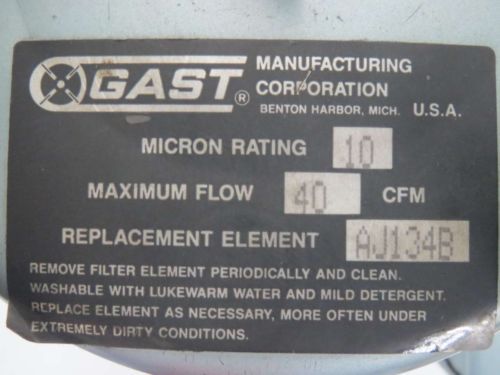 GAST ® MANUFACTURING
CORPORATION
BENTON HARBOR, MICH. U.S.A.
MICRON RATING 10
MAXIMUM FLOW 40 CFM
REPLACEMENT ELEMENT AJ134B
REMOVE FILTER ELEMENT PERIODICALLY AND CLEAN.
WASHABLE WITH LUKEWARM WATER AND MILD DETERGENT.
REPLACE ELEMENT AS NECESSARY, MORE OFTEN UNDER
EXTREMELY DIRTY CONDITIONS.